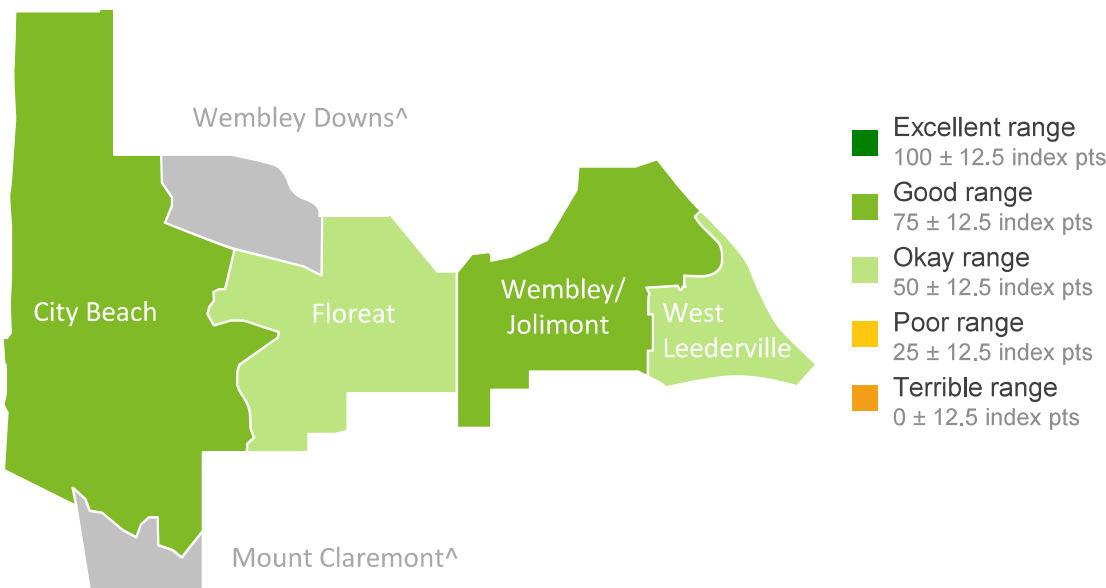 Wembley Downs^
City Beach
Floreat
Wembley/
Jolimont
West
Leederville
Mount Claremont^
Excellent range
100 ± 12.5 index pts
Good range
75 ± 12.5 index pts
Okay range
50 ± 12.5 index pts
Poor range
25 ± 12.5 index pts
Terrible range
0 ± 12.5 index pts